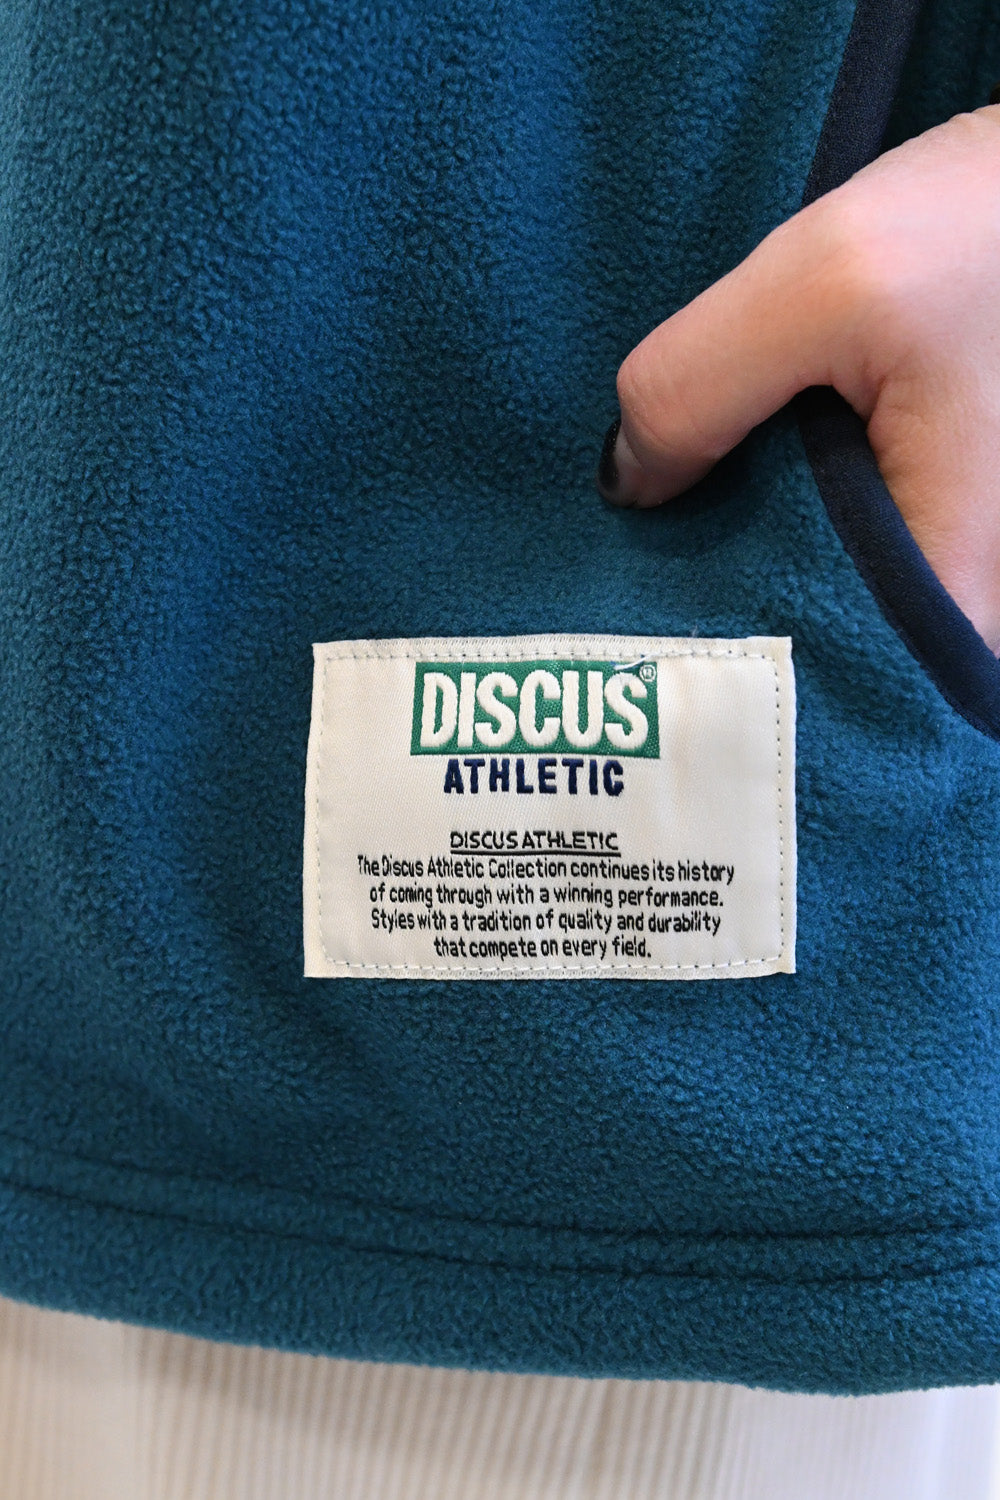 DISCUS®
ATHLETIC
DISCUS ATHLETIC
The Discus Athletic Collection continues its history
of coming through with a winning performance.
Styles with a tradition of quality and durability
that compete on every field.